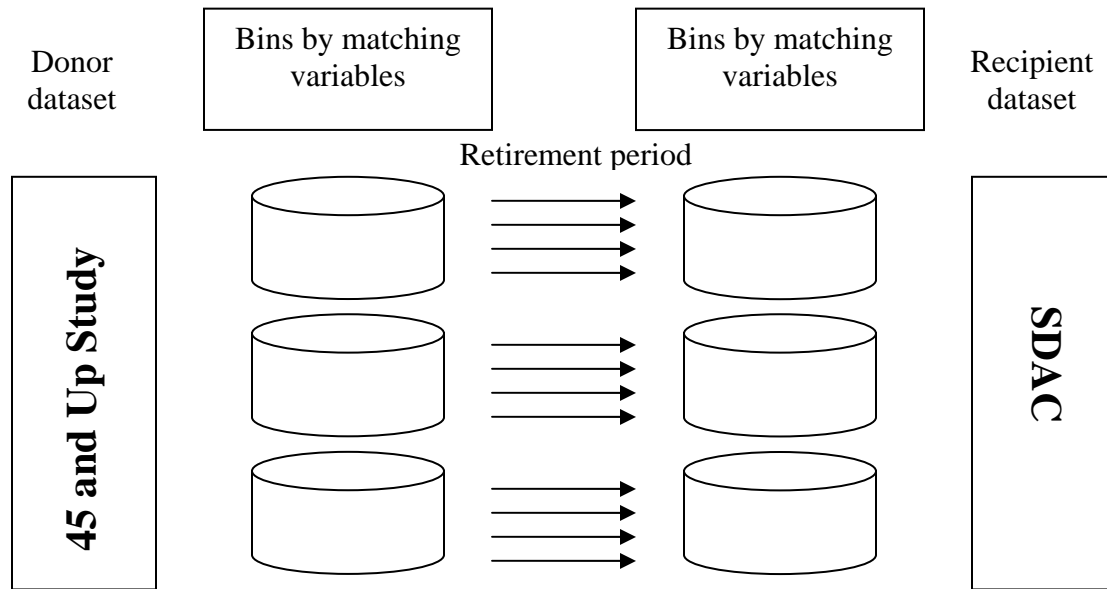 Donor
dataset
Bins by matching
variables
Bins by matching
variables
Recipient
dataset
Retirement period
45 and Up Study
SDAC